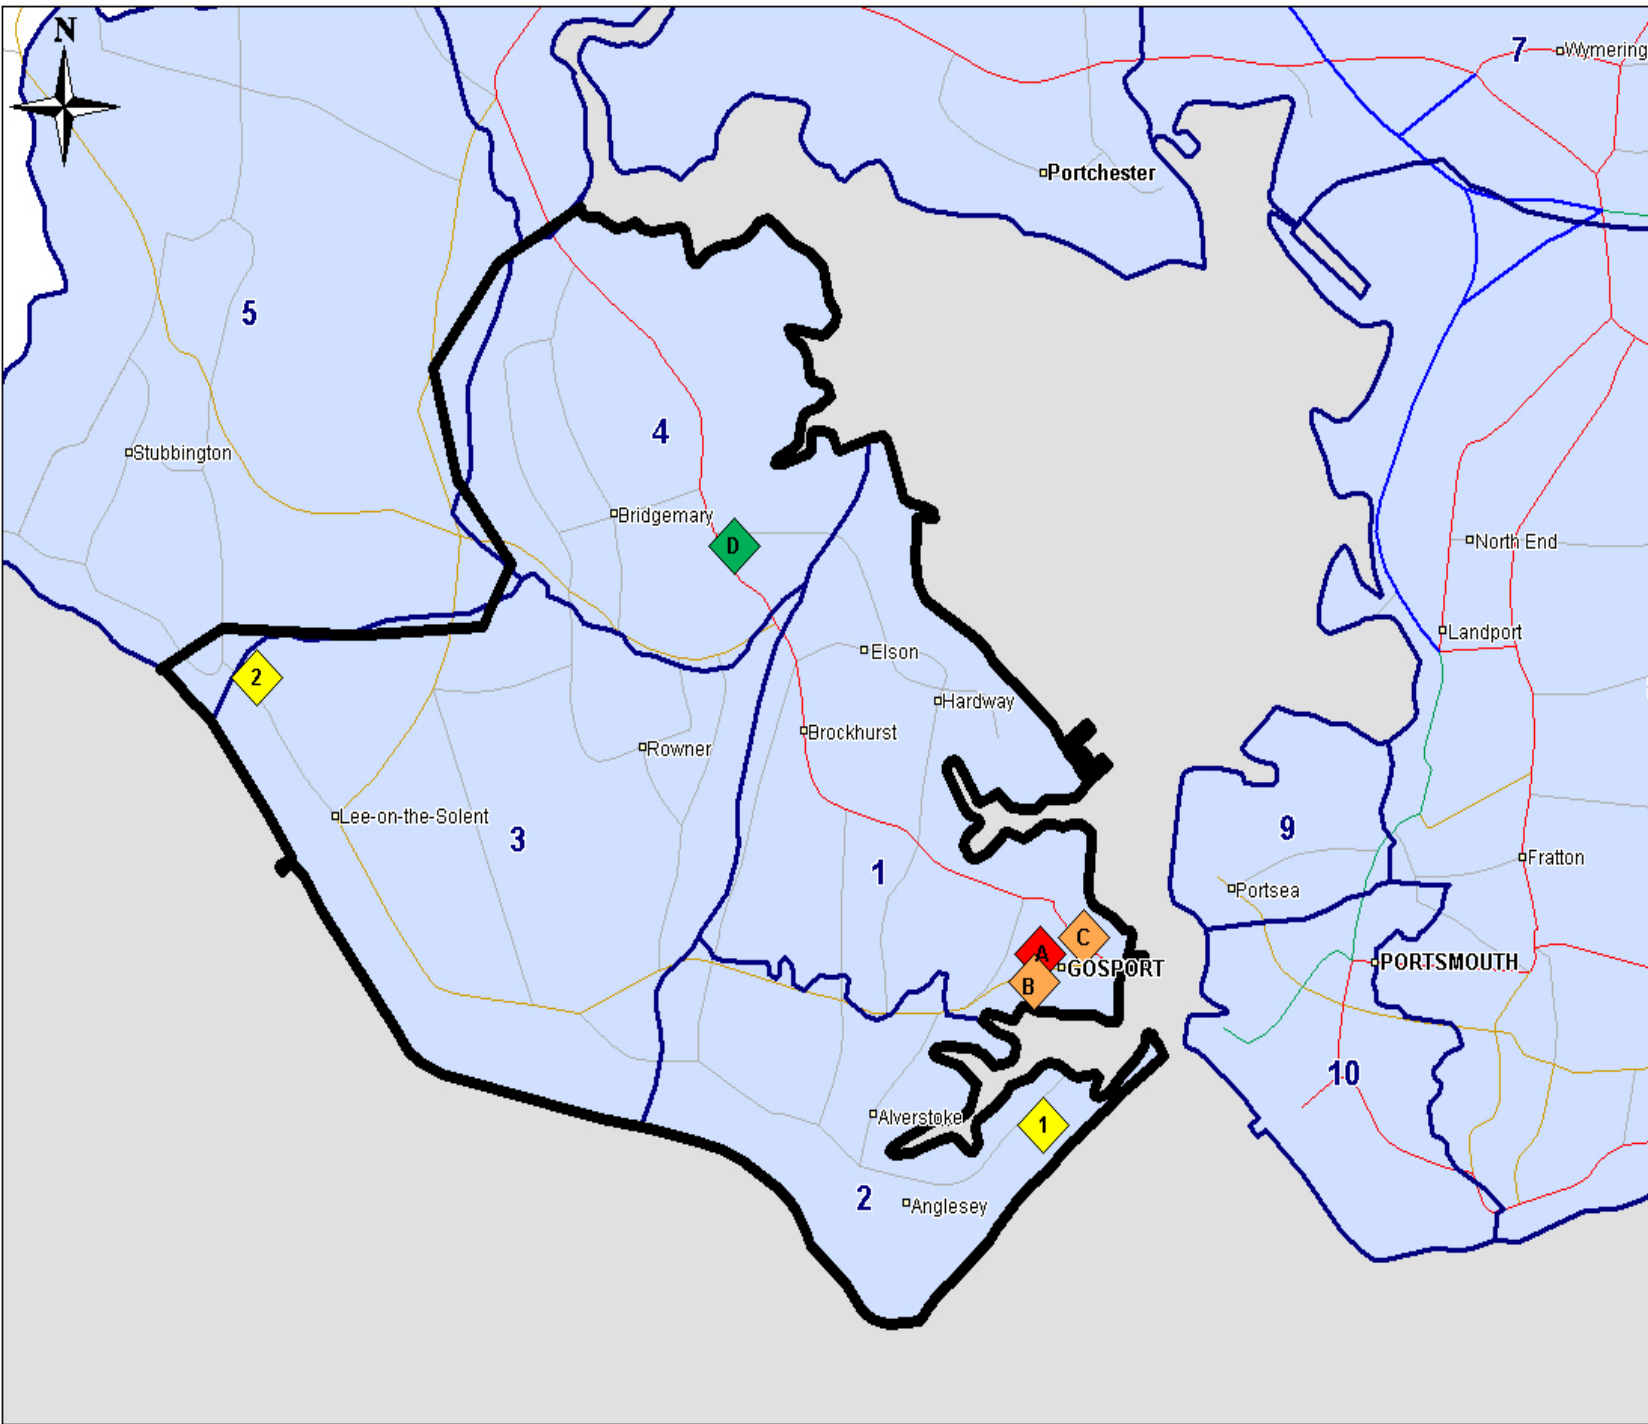 N
7
Wymering
Portchester
5
4
Stubbington
Bridgemary
D
North End
Landport
Elson
2
Hardway
Brockhurst
Rowner
Lee-on-the-Solent
3
9
1
Fratton
Portsea
C
A
GOSPORT
PORTSMOUTH
B
10
Alverstoke
1
2
Anglesey